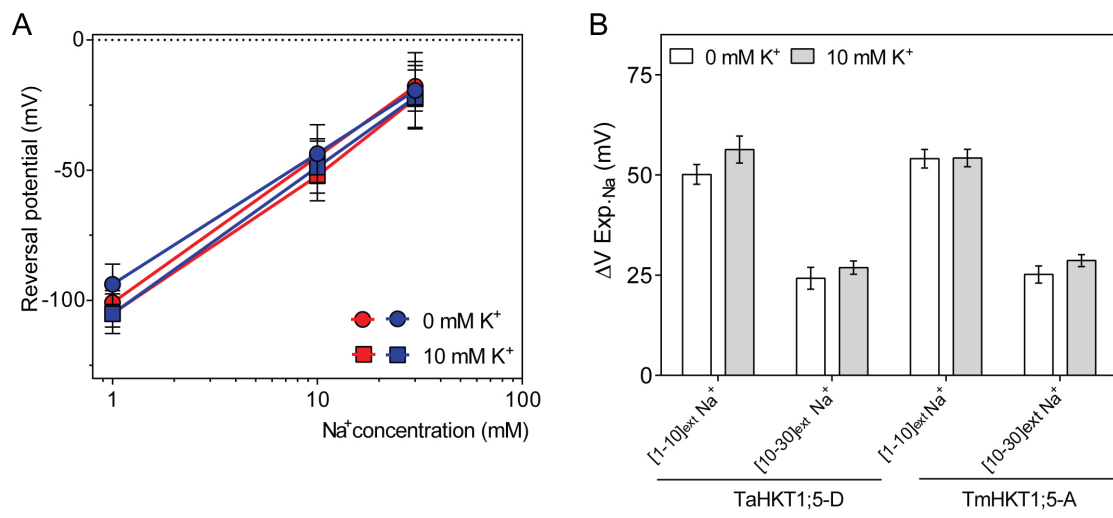 A
Reversal potential (mV)
0
-50
-100
0 mM K⁺
10 mM K⁺
1
10
100
Na⁺concentration (mM)
B
0 mM K⁺
10 mM K⁺
ΔV Exp.Na (mV)
75
50
25
0
[1-10]ext Na⁺
[10-30]ext Na⁺
[1-10]ext Na⁺
[10-30]ext Na⁺
TaHKT1;5-D
TmHKT1;5-A